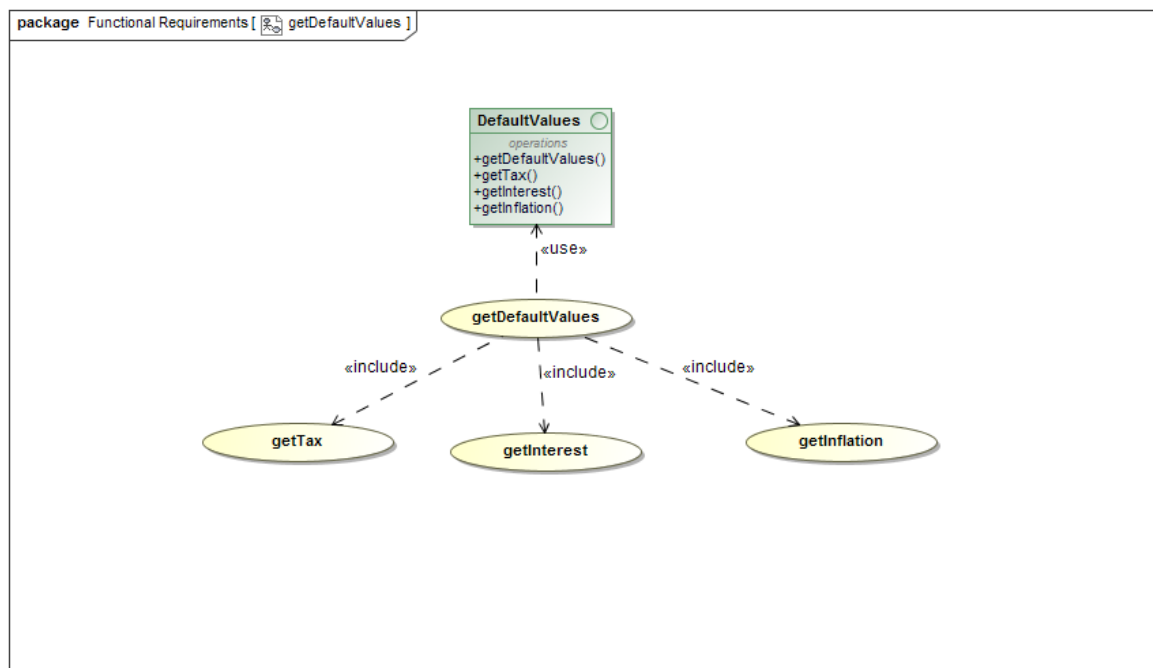 package Functional Requirements [ getDefaultValues ]
DefaultValues
operations
+getDefaultValues()
+getTax()
+getInterest()
+getInflation()
«use»
getDefaultValues
«include» «include» «include»
getTax getInterest getInflation